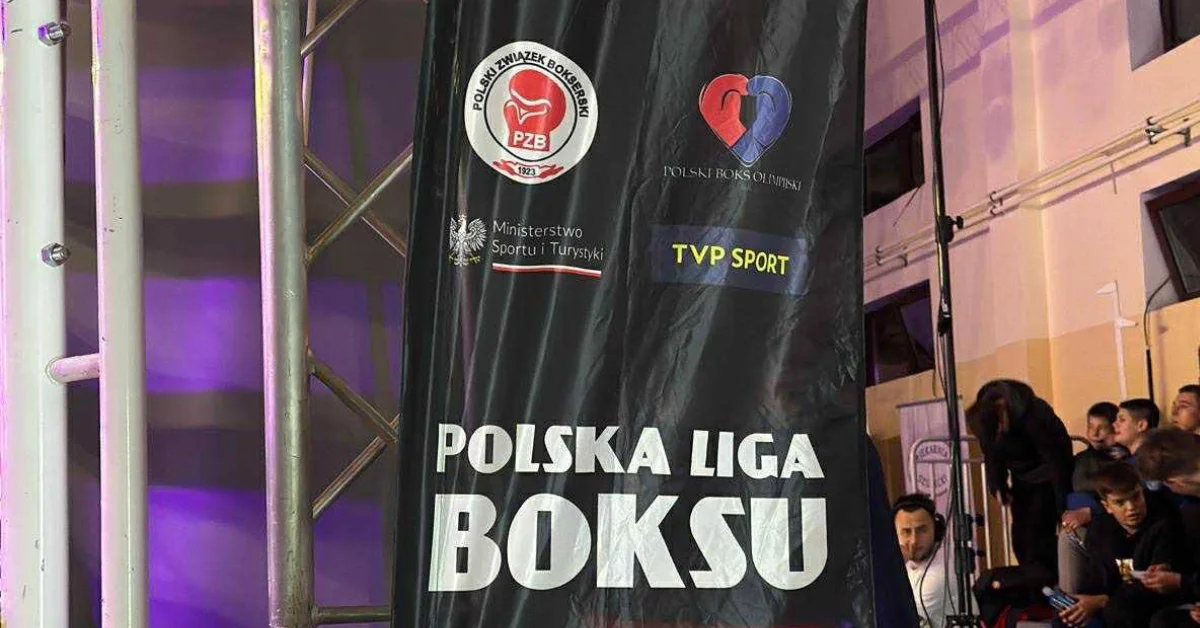 POLSKI ZWIĄZEK BOKSERSKI
PZB
1923
POLSKI BOKS OLIMPIJSKI
Ministerstwo
Sportu i Turystyki
TVP SPORT
POLSKA LIGA
BOKSU